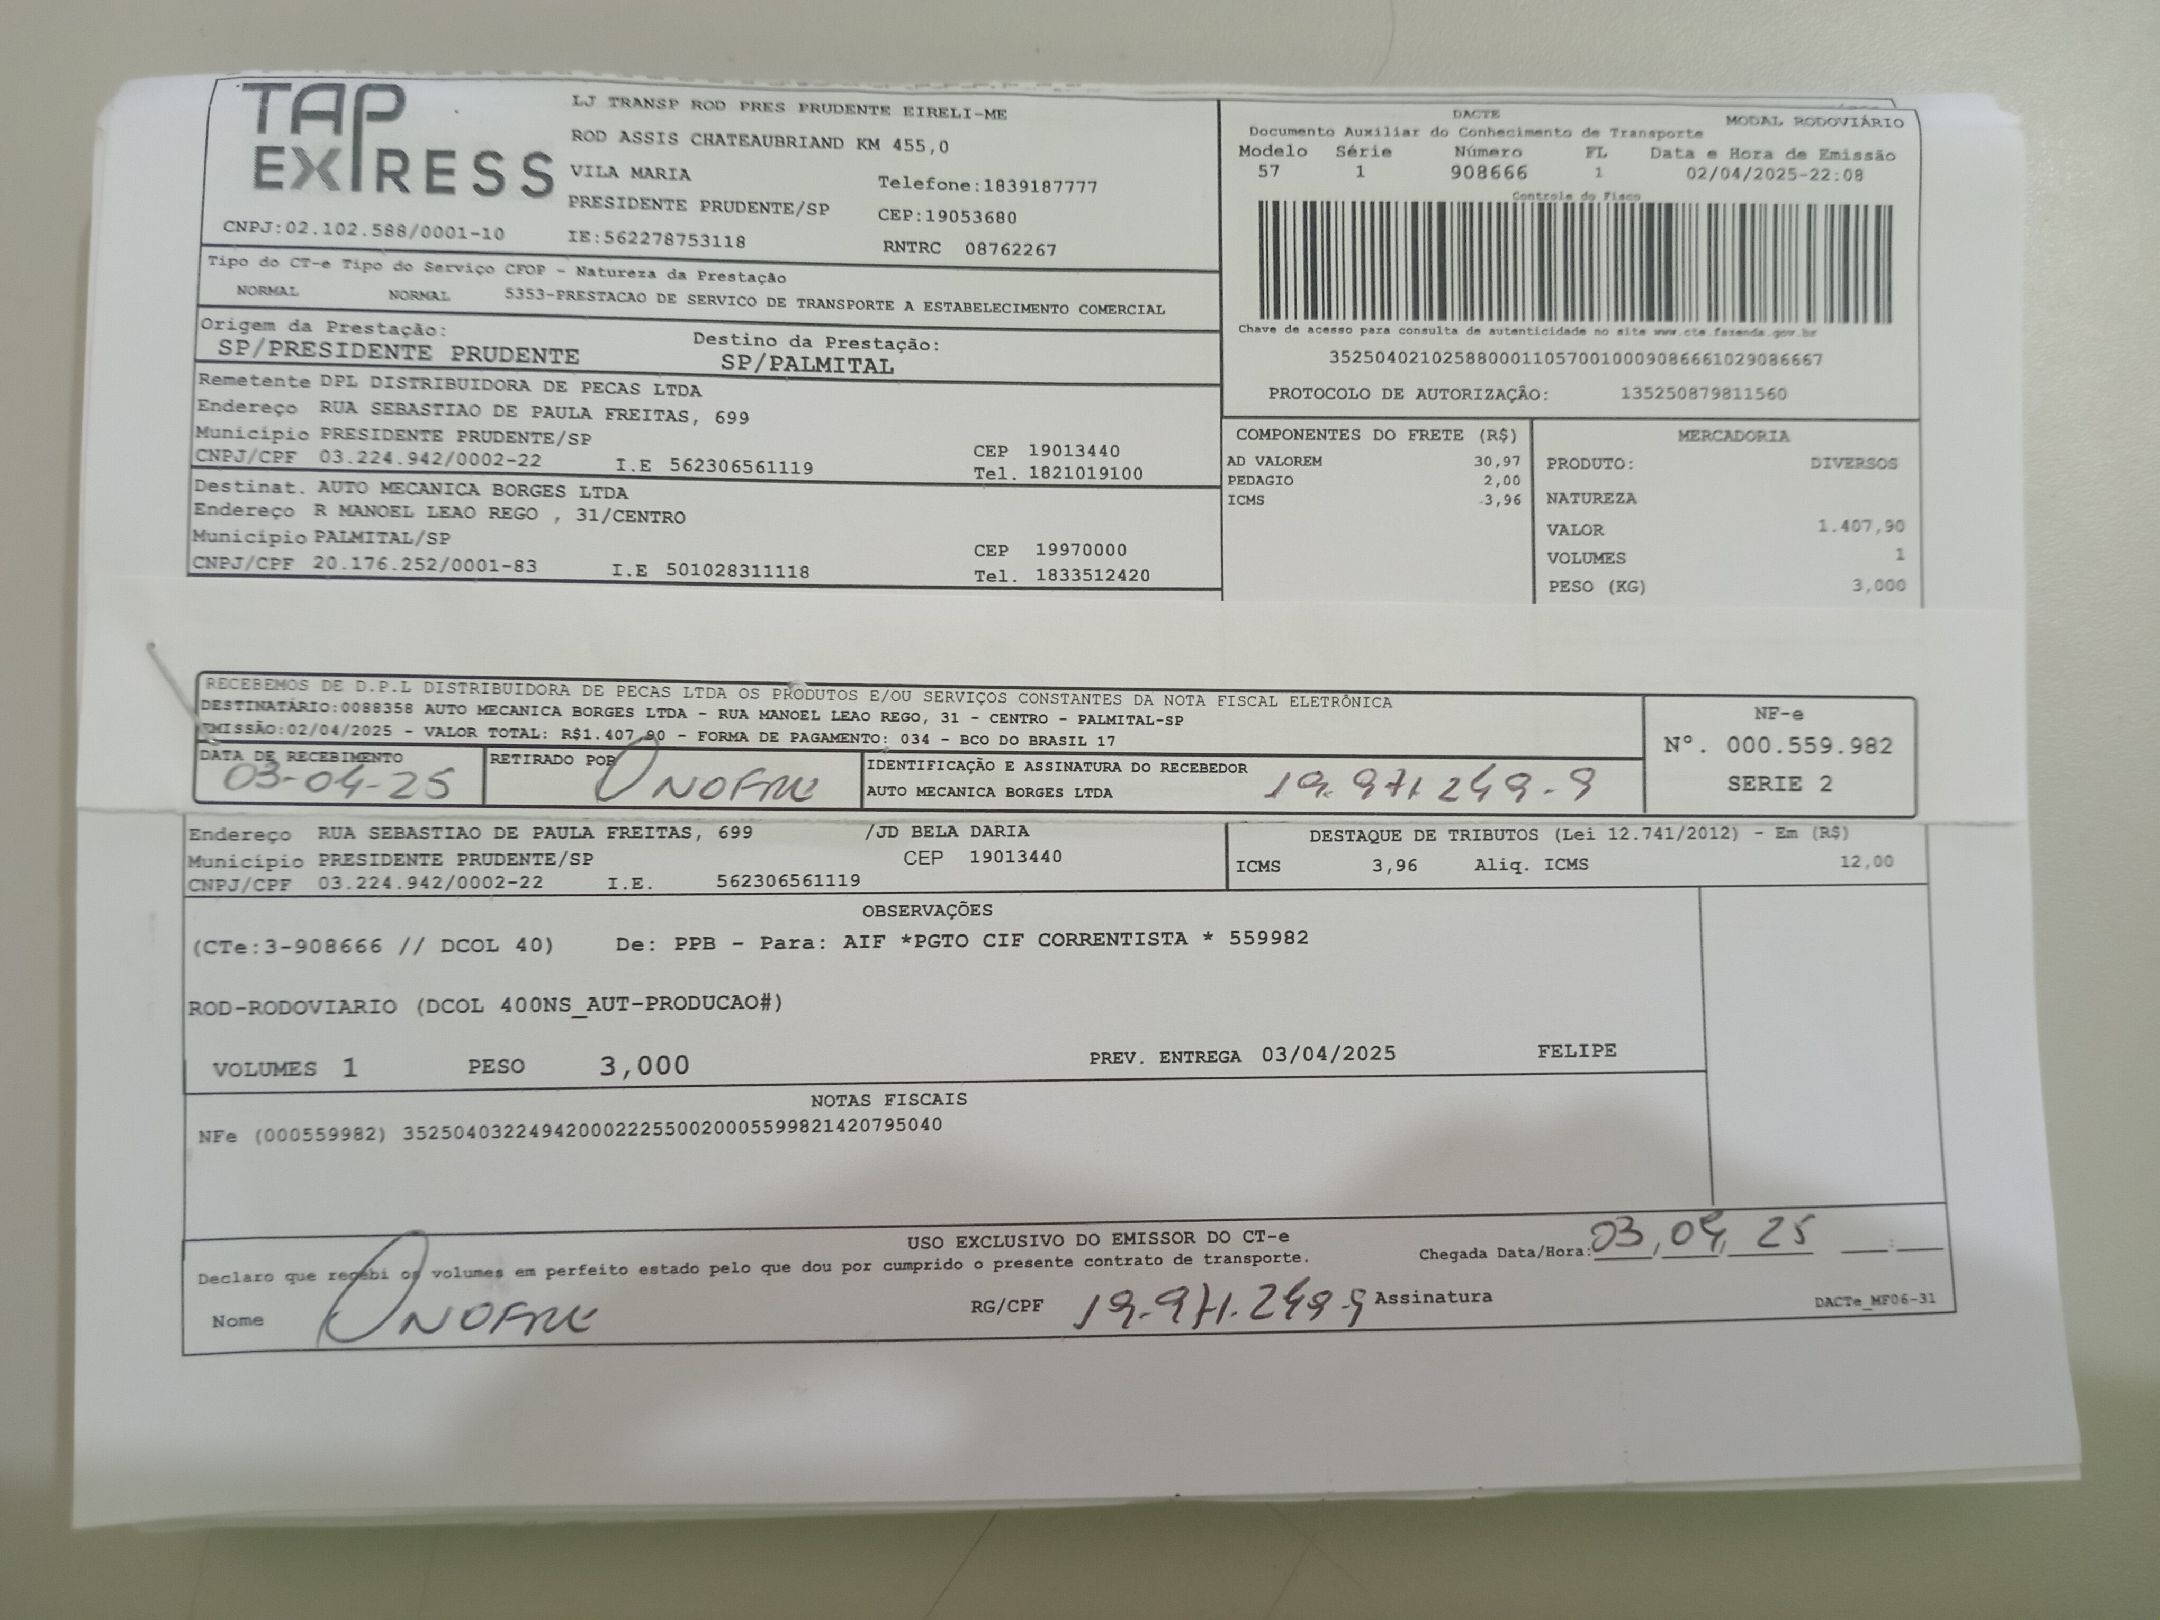 TAP EXPRESS
LJ TRANSP ROD PRES PRUDENTE EIRELI-ME
ROD ASSIS CHATEAUBRIAND KM 455,0
VILA MARIA Telefone:1839187777
PRESIDENTE PRUDENTE/SP CEP:19053680
CNPJ:02.102.588/0001-10 IE:562278753118 RNTRC 08762267
Tipo do CT-e Tipo do Serviço CFOP - Natureza da Prestação
NORMAL NORMAL 5353-PRESTACAO DE SERVICO DE TRANSPORTE A ESTABELECIMENTO COMERCIAL
Origem da Prestação: Destino da Prestação:
SP/PRESIDENTE PRUDENTE SP/PALMITAL
Remetente DPL DISTRIBUIDORA DE PECAS LTDA
Endereço RUA SEBASTIAO DE PAULA FREITAS, 699
Município PRESIDENTE PRUDENTE/SP CEP 19013440
CNPJ/CPF 03.224.942/0002-22 I.E 562306561119 Tel. 1821019100
Destinat. AUTO MECANICA BORGES LTDA
Endereço R MANOEL LEAO REGO , 31/CENTRO
Município PALMITAL/SP CEP 19970000
CNPJ/CPF 20.176.252/0001-83 I.E 501028311118 Tel. 1833512420
DACTE MODAL RODOVIÁRIO
Documento Auxiliar do Conhecimento de Transporte
Modelo Série Número FL Data e Hora de Emissão
57 1 908666 1 02/04/2025-22:08
Controle do Fisco
Chave de acesso para consulta de autenticidade no site www.cte.fazenda.gov.br
35250402102588000110570010009086661029086667
PROTOCOLO DE AUTORIZAÇÃO: 135250879811560
COMPONENTES DO FRETE (R$) MERCADORIA
AD VALOREM 30,97 PRODUTO: DIVERSOS
PEDAGIO 2,00
ICMS 3,96 NATUREZA
VALOR 1.407,90
VOLUMES 1
PESO (KG) 3,000
RECEBEMOS DE D.P.L DISTRIBUIDORA DE PECAS LTDA OS PRODUTOS E/OU SERVIÇOS CONSTANTES DA NOTA FISCAL ELETRÔNICA
DESTINATÁRIO:0088358 AUTO MECANICA BORGES LTDA - RUA MANOEL LEAO REGO, 31 - CENTRO - PALMITAL-SP
EMISSÃO:02/04/2025 - VALOR TOTAL: R$1.407,90 - FORMA DE PAGAMENTO: 034 - BCO DO BRASIL 17
DATA DE RECEBIMENTO RETIRADO POR IDENTIFICAÇÃO E ASSINATURA DO RECEBEDOR
03-04-25 ONOFRE AUTO MECANICA BORGES LTDA 19.971.249-9
NF-e
Nº. 000.559.982
SERIE 2
Endereço RUA SEBASTIAO DE PAULA FREITAS, 699 /JD BELA DARIA
Município PRESIDENTE PRUDENTE/SP CEP 19013440
CNPJ/CPF 03.224.942/0002-22 I.E. 562306561119
DESTAQUE DE TRIBUTOS (Lei 12.741/2012) - Em (R$)
ICMS 3,96 Aliq. ICMS 12,00
OBSERVAÇÕES
(CTe:3-908666 // DCOL 40) De: PPB - Para: AIF *PGTO CIF CORRENTISTA * 559982
ROD-RODOVIARIO (DCOL 400NS_AUT-PRODUCAO#)
VOLUMES 1 PESO 3,000 PREV. ENTREGA 03/04/2025 FELIPE
NOTAS FISCAIS
NFe (000559982) 35250403224942000222550020005599821420795040
USO EXCLUSIVO DO EMISSOR DO CT-e
Declaro que recebi os volumes em perfeito estado pelo que dou por cumprido o presente contrato de transporte. Chegada Data/Hora: 03/04/25 __:__
Nome ONOFRE RG/CPF 19.971.249-9 Assinatura DACTe_MF06-31